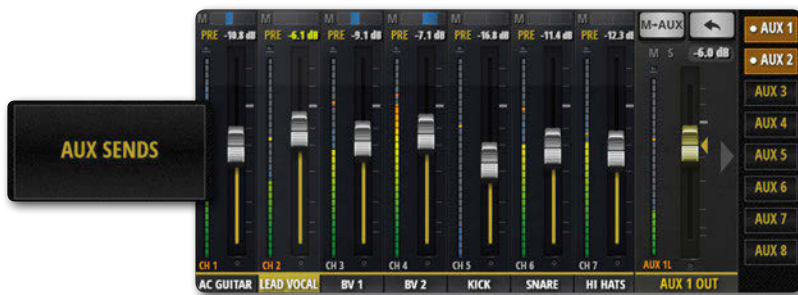 AUX SENDS
M M M M M M M M→AUX
PRE -10.8 dB PRE -6.1 dB PRE -9.1 dB PRE -7.1 dB PRE -16.8 dB PRE -11.4 dB PRE -12.3 d
M S -6.0 dB
CH 1 CH 2 CH 3 CH 4 CH 5 CH 6 CH 7 AUX 1L
AC GUITAR LEAD VOCAL BV 1 BV 2 KICK SNARE HI HATS AUX 1 OUT
AUX 1
AUX 2
AUX 3
AUX 4
AUX 5
AUX 6
AUX 7
AUX 8